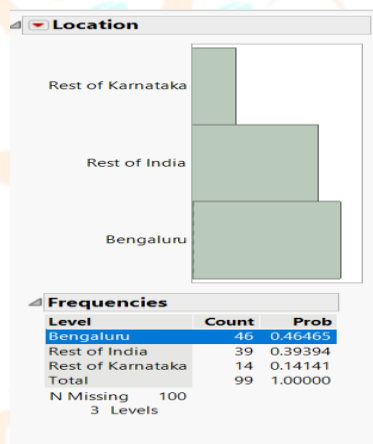 Location
Rest of Karnataka
Rest of India
Bengaluru
Frequencies
Level Count Prob
Bengaluru 46 0.46465
Rest of India 39 0.39394
Rest of Karnataka 14 0.14141
Total 99 1.00000
N Missing 100
3 Levels